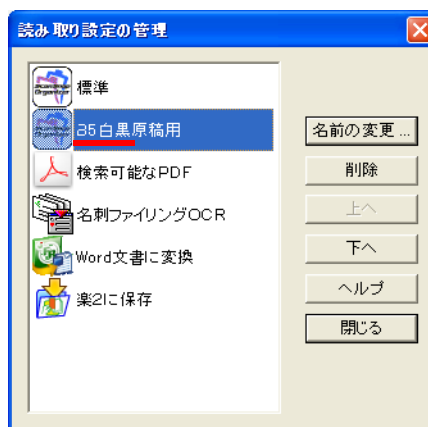 読み取り設定の管理
標準
B5白黒原稿用
検索可能なPDF
名刺ファイリングOCR
Word文書に変換
楽2に保存
名前の変更 ...
削除
上へ
下へ
ヘルプ
閉じる